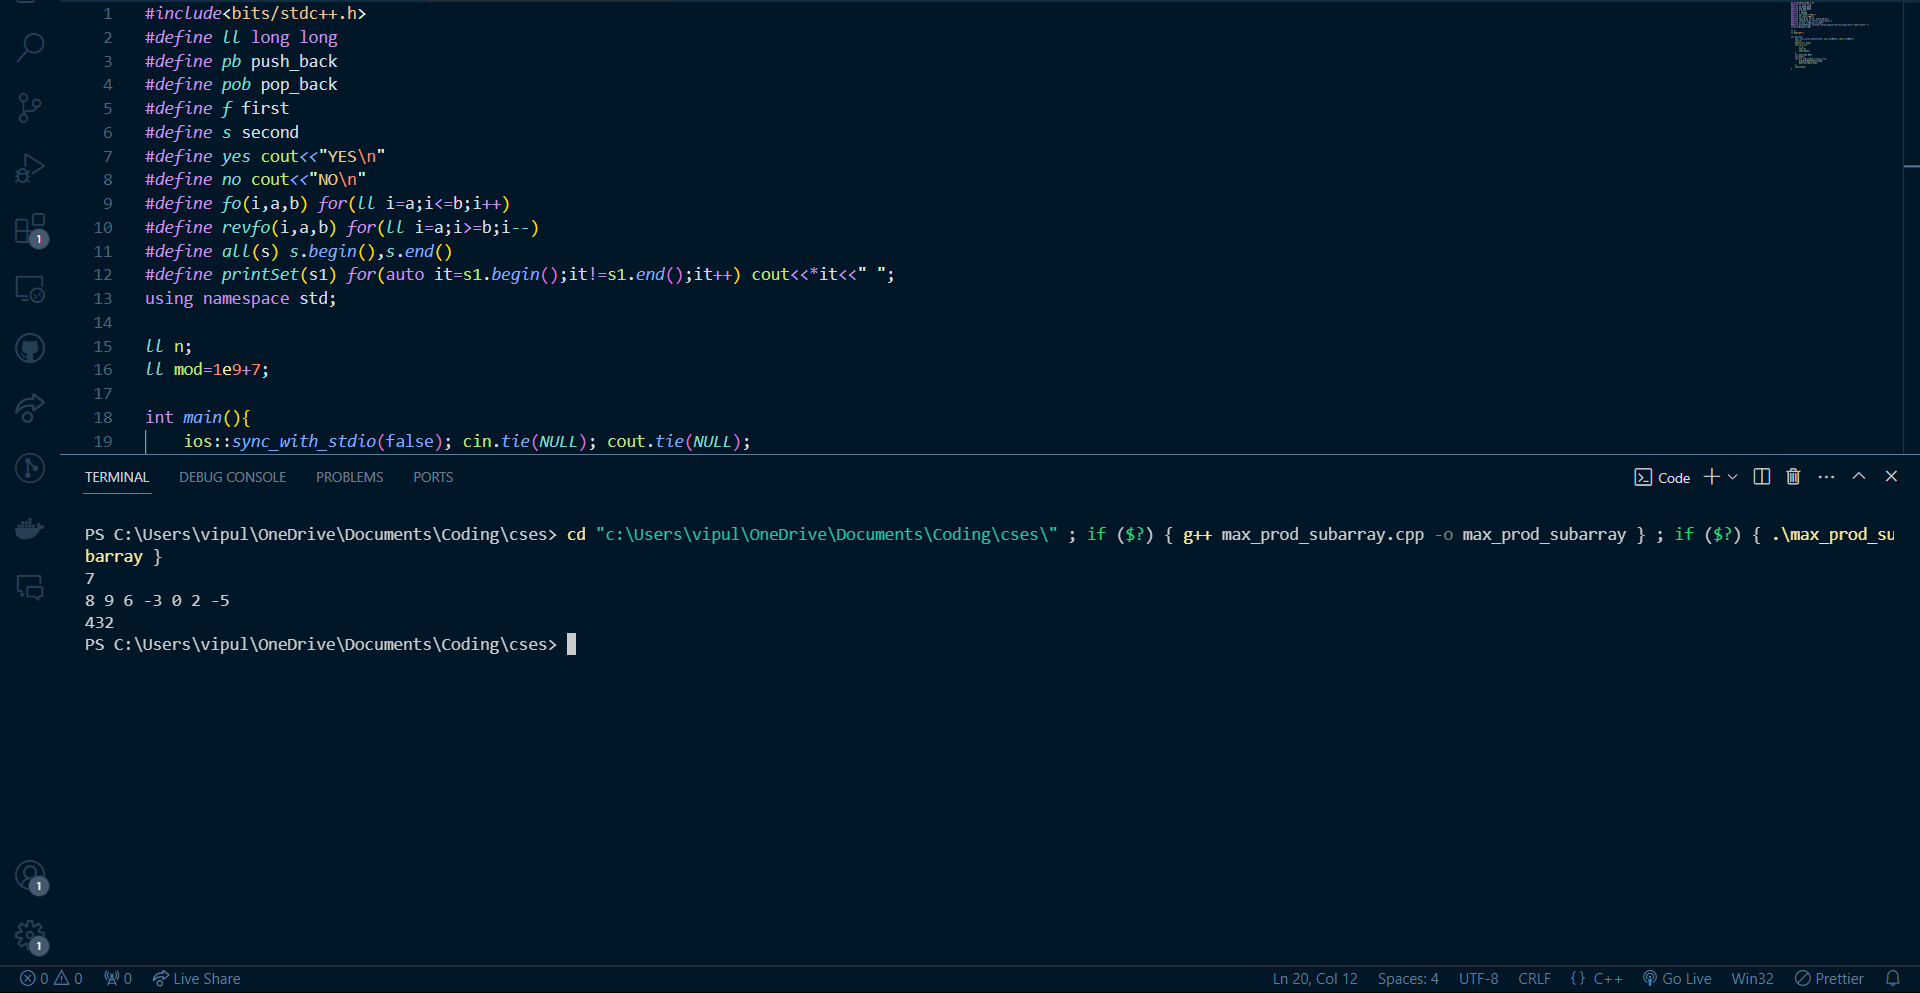 1 #include<bits/stdc++.h>
2 #define ll long long
3 #define pb push_back
4 #define pob pop_back
5 #define f first
6 #define s second
7 #define yes cout<<"YES\n"
8 #define no cout<<"NO\n"
9 #define fo(i,a,b) for(ll i=a;i<=b;i++)
10 #define revfo(i,a,b) for(ll i=a;i>=b;i--)
11 #define all(s) s.begin(),s.end()
12 #define printSet(s1) for(auto it=s1.begin();it!=s1.end();it++) cout<<*it<<" ";
13 using namespace std;
14
15 ll n;
16 ll mod=1e9+7;
17
18 int main(){
19 ios::sync_with_stdio(false); cin.tie(NULL); cout.tie(NULL);
TERMINAL DEBUG CONSOLE PROBLEMS PORTS Code
PS C:\Users\vipul\OneDrive\Documents\Coding\cses> cd "c:\Users\vipul\OneDrive\Documents\Coding\cses\" ; if ($?) { g++ max_prod_subarray.cpp -o max_prod_subarray } ; if ($?) { .\max_prod_su
barray }
7
8 9 6 -3 0 2 -5
432
PS C:\Users\vipul\OneDrive\Documents\Coding\cses>
1
1
1
0 0 0 Live Share Ln 20, Col 12 Spaces: 4 UTF-8 CRLF {} C++ Go Live Win32 Prettier